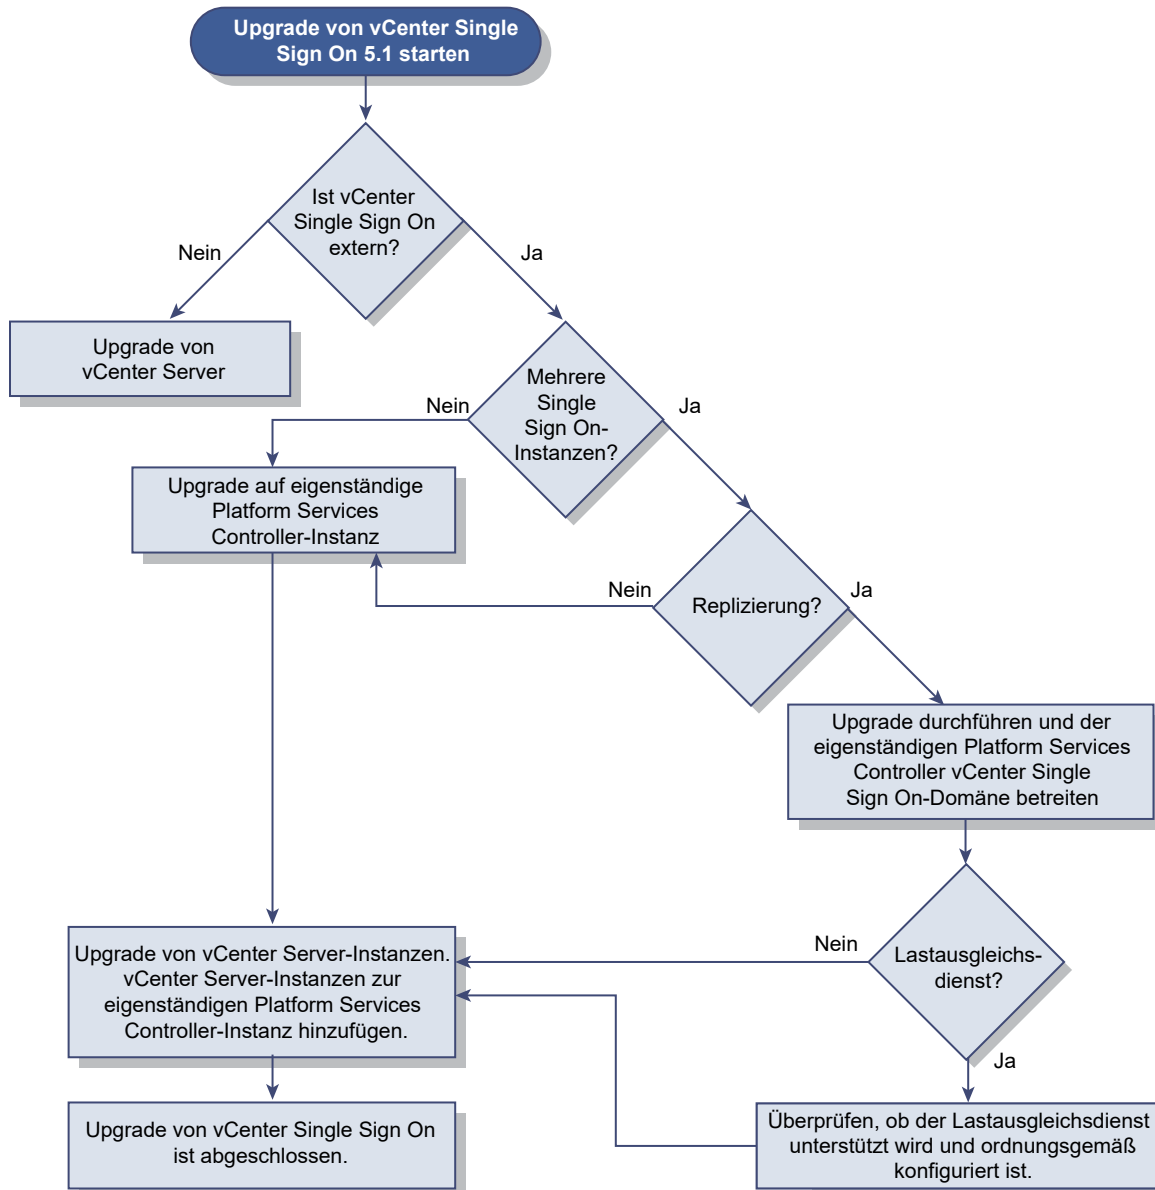 Upgrade von vCenter Single
Sign On 5.1 starten
Ist vCenter
Single Sign On
extern?
Nein
Ja
Upgrade von
vCenter Server
Mehrere
Single
Sign On-
Instanzen?
Nein
Ja
Upgrade auf eigenständige
Platform Services
Controller-Instanz
Replizierung?
Nein
Ja
Upgrade durchführen und der
eigenständigen Platform Services
Controller vCenter Single
Sign On-Domäne betreiten
Lastausgleichs-
dienst?
Nein
Ja
Upgrade von vCenter Server-Instanzen.
vCenter Server-Instanzen zur
eigenständigen Platform Services
Controller-Instanz hinzufügen.
Überprüfen, ob der Lastausgleichsdienst
unterstützt wird und ordnungsgemäß
konfiguriert ist.
Upgrade von vCenter Single Sign On
ist abgeschlossen.